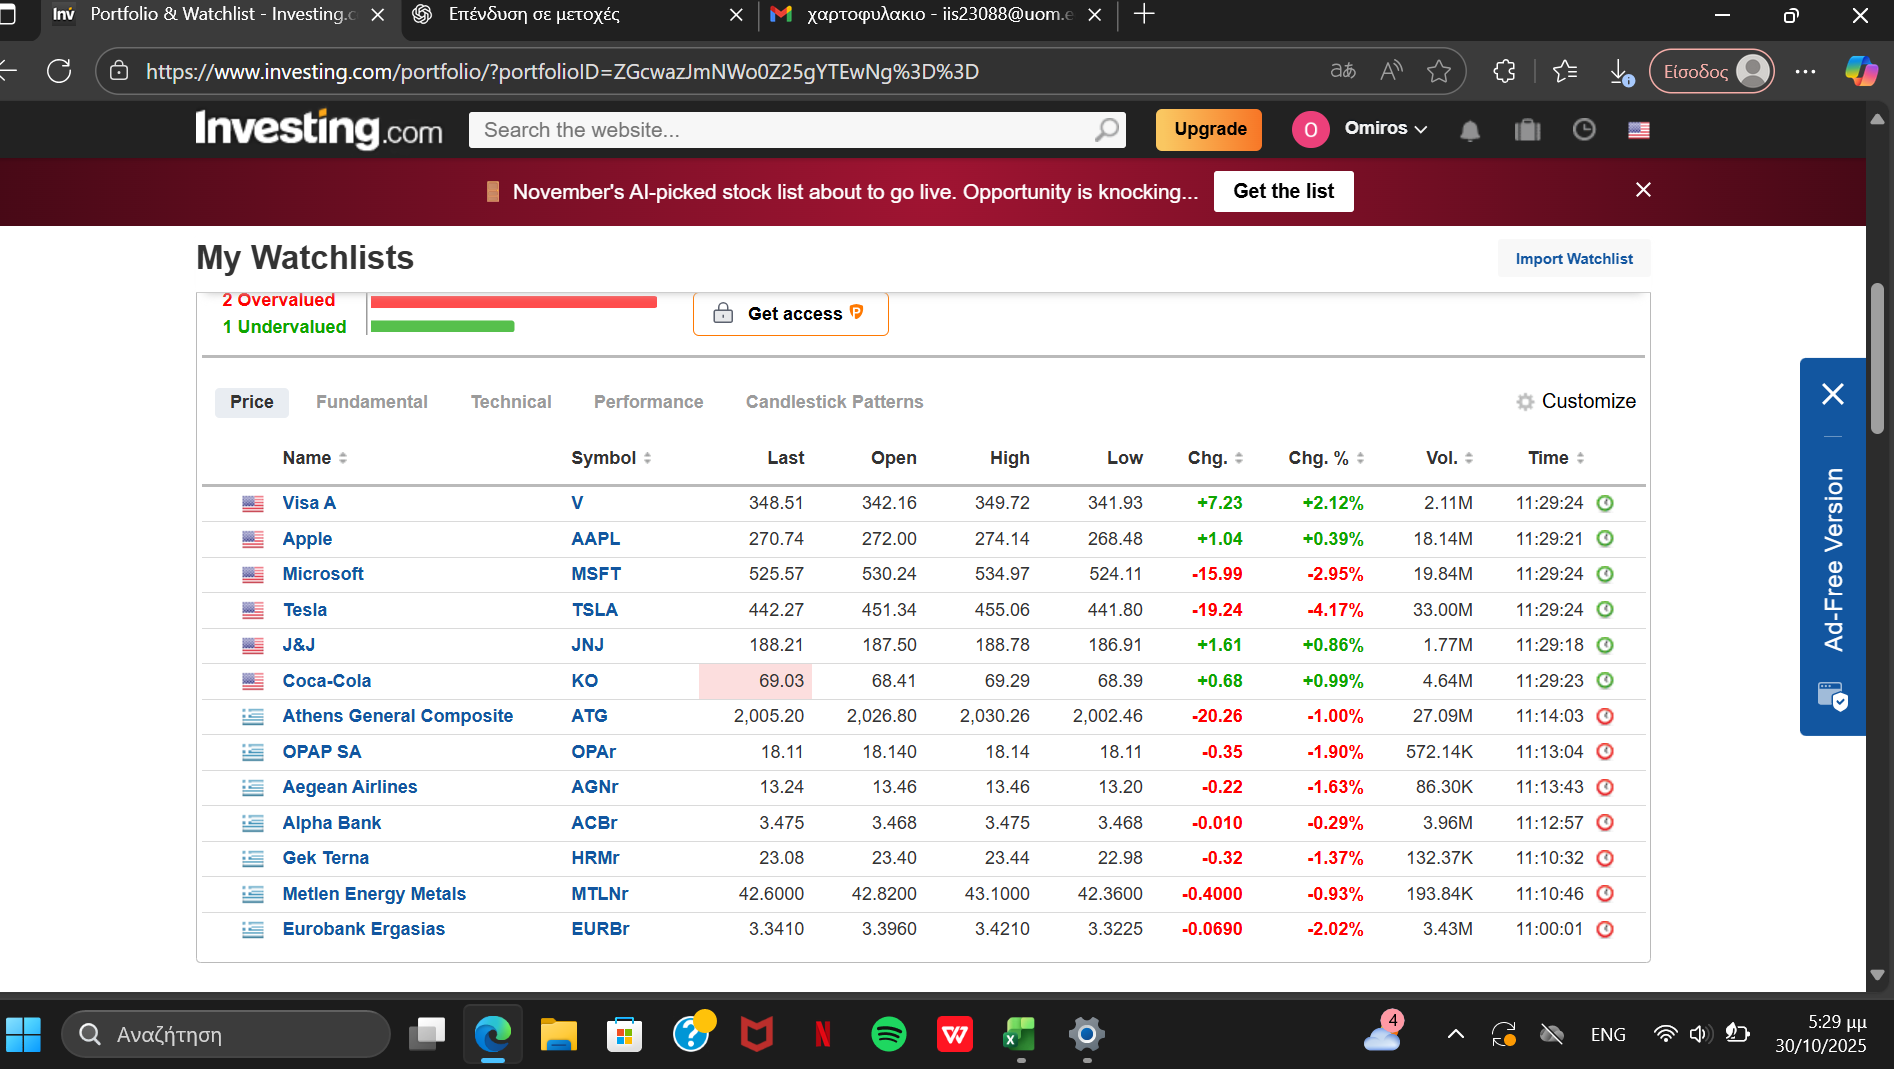 Inv Portfolio & Watchlist - Investing.c Επένδυση σε μετοχές χαρτοφυλακιο - iis23088@uom.e
https://www.investing.com/portfolio/?portfolioID=ZGcwazJmNWo0Z25gYTEwNg%3D%3D aあ A Είσοδος
Investing.com Search the website... Upgrade O Omiros
November's AI-picked stock list about to go live. Opportunity is knocking... Get the list
My Watchlists Import Watchlist
2 Overvalued
1 Undervalued
Get access P
Price Fundamental Technical Performance Candlestick Patterns Customize
Name Symbol Last Open High Low Chg. Chg. % Vol. Time
Visa A V 348.51 342.16 349.72 341.93 +7.23 +2.12% 2.11M 11:29:24
Apple AAPL 270.74 272.00 274.14 268.48 +1.04 +0.39% 18.14M 11:29:21
Microsoft MSFT 525.57 530.24 534.97 524.11 -15.99 -2.95% 19.84M 11:29:24
Tesla TSLA 442.27 451.34 455.06 441.80 -19.24 -4.17% 33.00M 11:29:24
J&J JNJ 188.21 187.50 188.78 186.91 +1.61 +0.86% 1.77M 11:29:18
Coca-Cola KO 69.03 68.41 69.29 68.39 +0.68 +0.99% 4.64M 11:29:23
Athens General Composite ATG 2,005.20 2,026.80 2,030.26 2,002.46 -20.26 -1.00% 27.09M 11:14:03
OPAP SA OPAr 18.11 18.140 18.14 18.11 -0.35 -1.90% 572.14K 11:13:04
Aegean Airlines AGNr 13.24 13.46 13.46 13.20 -0.22 -1.63% 86.30K 11:13:43
Alpha Bank ACBr 3.475 3.468 3.475 3.468 -0.010 -0.29% 3.96M 11:12:57
Gek Terna HRMr 23.08 23.40 23.44 22.98 -0.32 -1.37% 132.37K 11:10:32
Metlen Energy Metals MTLNr 42.6000 42.8200 43.1000 42.3600 -0.4000 -0.93% 193.84K 11:10:46
Eurobank Ergasias EURBr 3.3410 3.3960 3.4210 3.3225 -0.0690 -2.02% 3.43M 11:00:01
Ad-Free Version
Αναζήτηση 4 ENG 5:29 μμ
30/10/2025